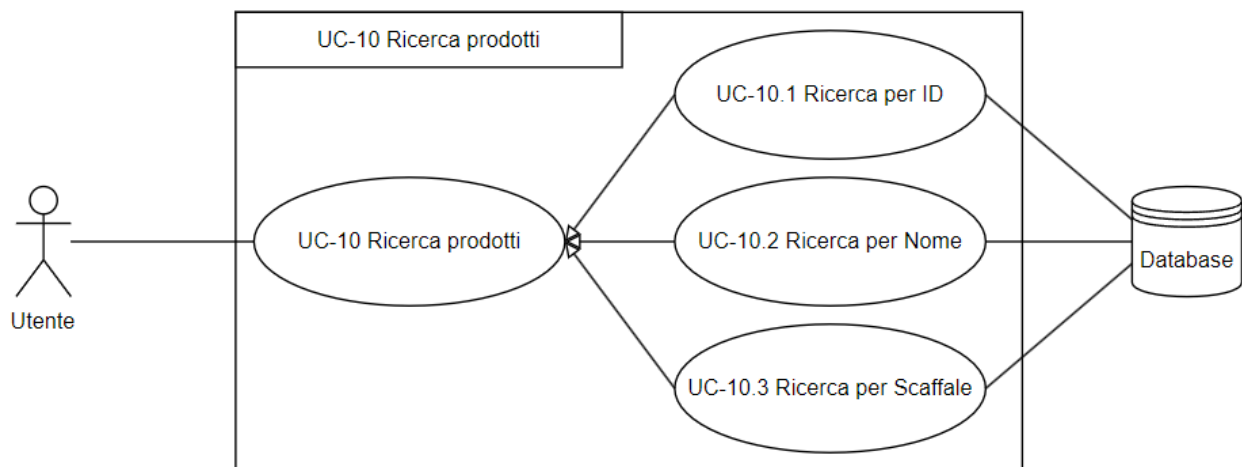 UC-10 Ricerca prodotti
UC-10.1 Ricerca per ID
UC-10 Ricerca prodotti
UC-10.2 Ricerca per Nome
Database
Utente
UC-10.3 Ricerca per Scaffale